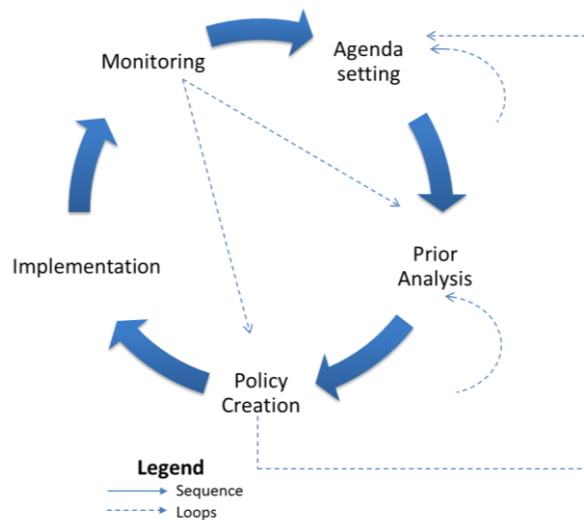 Monitoring
Agenda
setting
Implementation
Prior
Analysis
Policy
Creation
Legend
Sequence
Loops